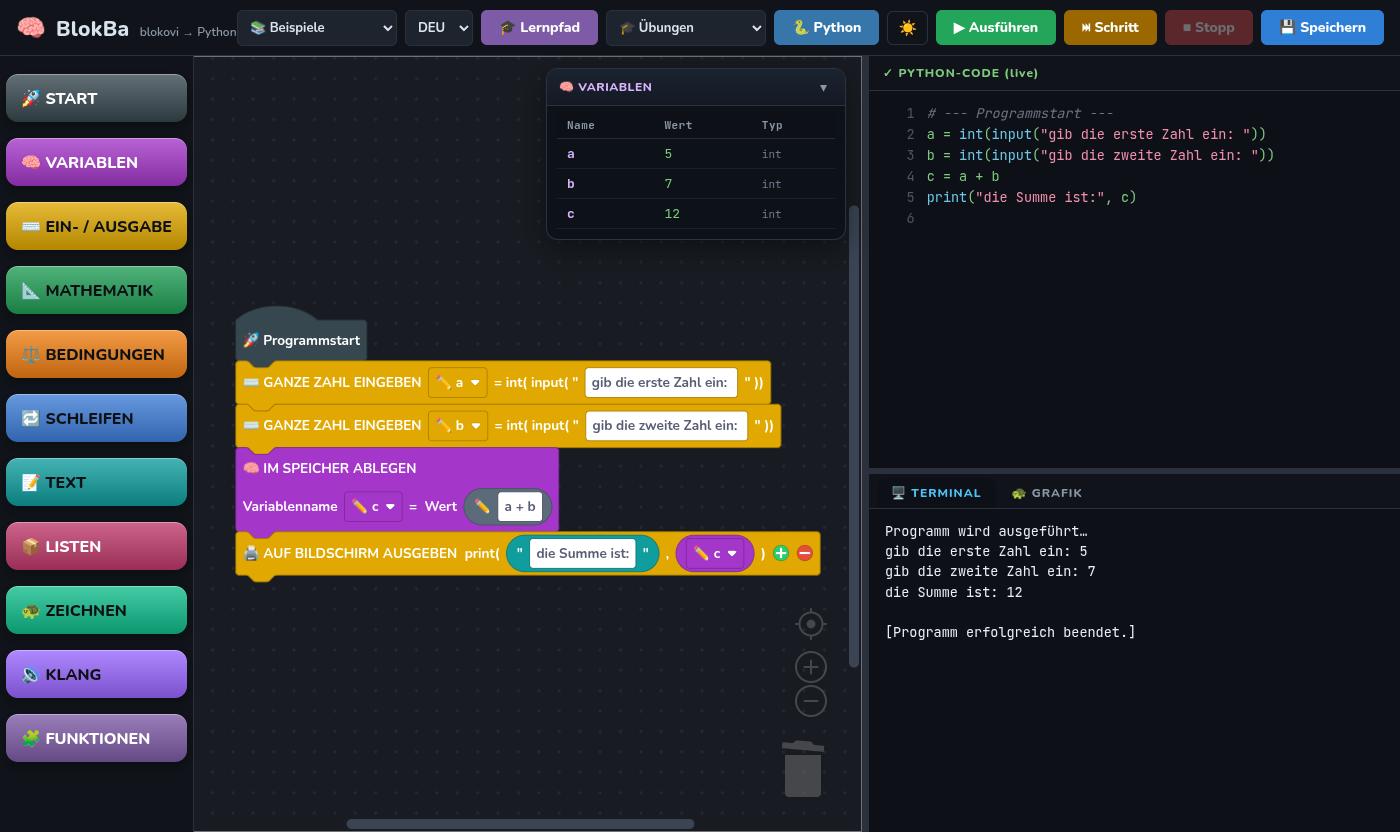 BlokBa blokovi → Python Beispiele DEU Lernpfad Übungen Python Ausführen Schritt Stopp Speichern
START
VARIABLEN
EIN- / AUSGABE
MATHEMATIK
BEDINGUNGEN
SCHLEIFEN
TEXT
LISTEN
ZEICHNEN
KLANG
FUNKTIONEN
VARIABLEN
Name Wert Typ
a 5 int
b 7 int
c 12 int
Programmstart
GANZE ZAHL EINGEBEN a = int( input( " gib die erste Zahl ein: " ))
GANZE ZAHL EINGEBEN b = int( input( " gib die zweite Zahl ein: " ))
IM SPEICHER ABLEGEN
Variablenname c = Wert a + b
AUF BILDSCHIRM AUSGEBEN print( " die Summe ist: " , c )
✓ PYTHON-CODE (live)
1 # --- Programmstart ---
2 a = int(input("gib die erste Zahl ein: "))
3 b = int(input("gib die zweite Zahl ein: "))
4 c = a + b
5 print("die Summe ist:", c)
6
TERMINAL GRAFIK
Programm wird ausgeführt…
gib die erste Zahl ein: 5
gib die zweite Zahl ein: 7
die Summe ist: 12
[Programm erfolgreich beendet.]